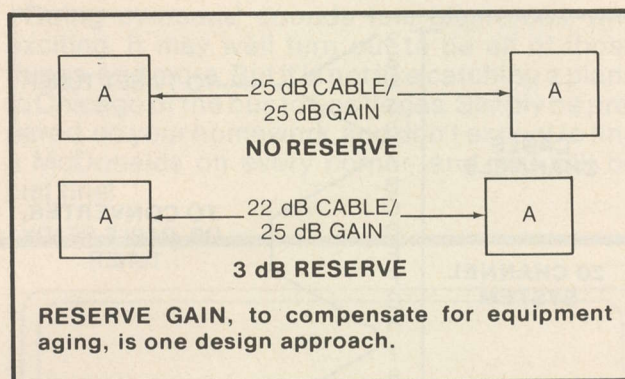 A
25 dB CABLE/
25 dB GAIN
A
NO RESERVE
A
22 dB CABLE/
25 dB GAIN
A
3 dB RESERVE
RESERVE GAIN, to compensate for equipment
aging, is one design approach.